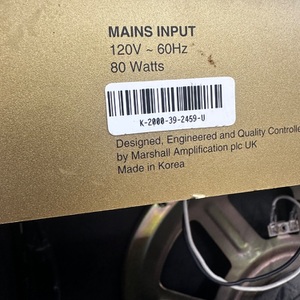 MAINS INPUT
120V ~ 60Hz
80 Watts
K-2000-39-2459-U
Designed, Engineered and Quality Controlle
by Marshall Amplification plc UK
Made in Korea